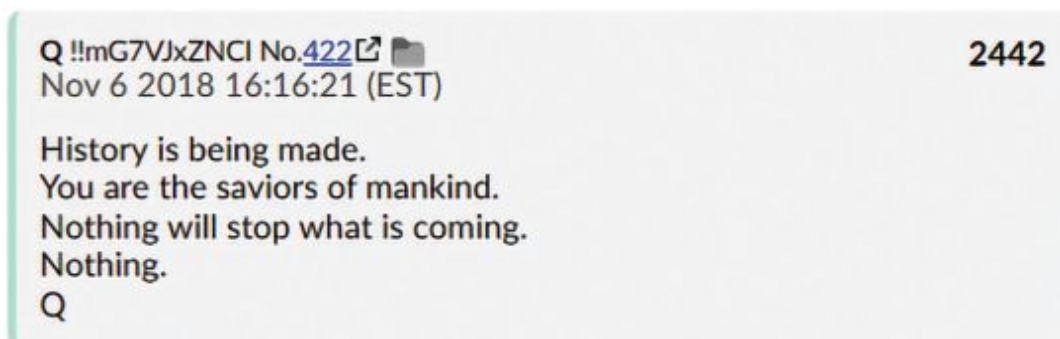 Q !!mG7VJxZNCI No.422 2442
Nov 6 2018 16:16:21 (EST)
History is being made.
You are the saviors of mankind.
Nothing will stop what is coming.
Nothing.
Q